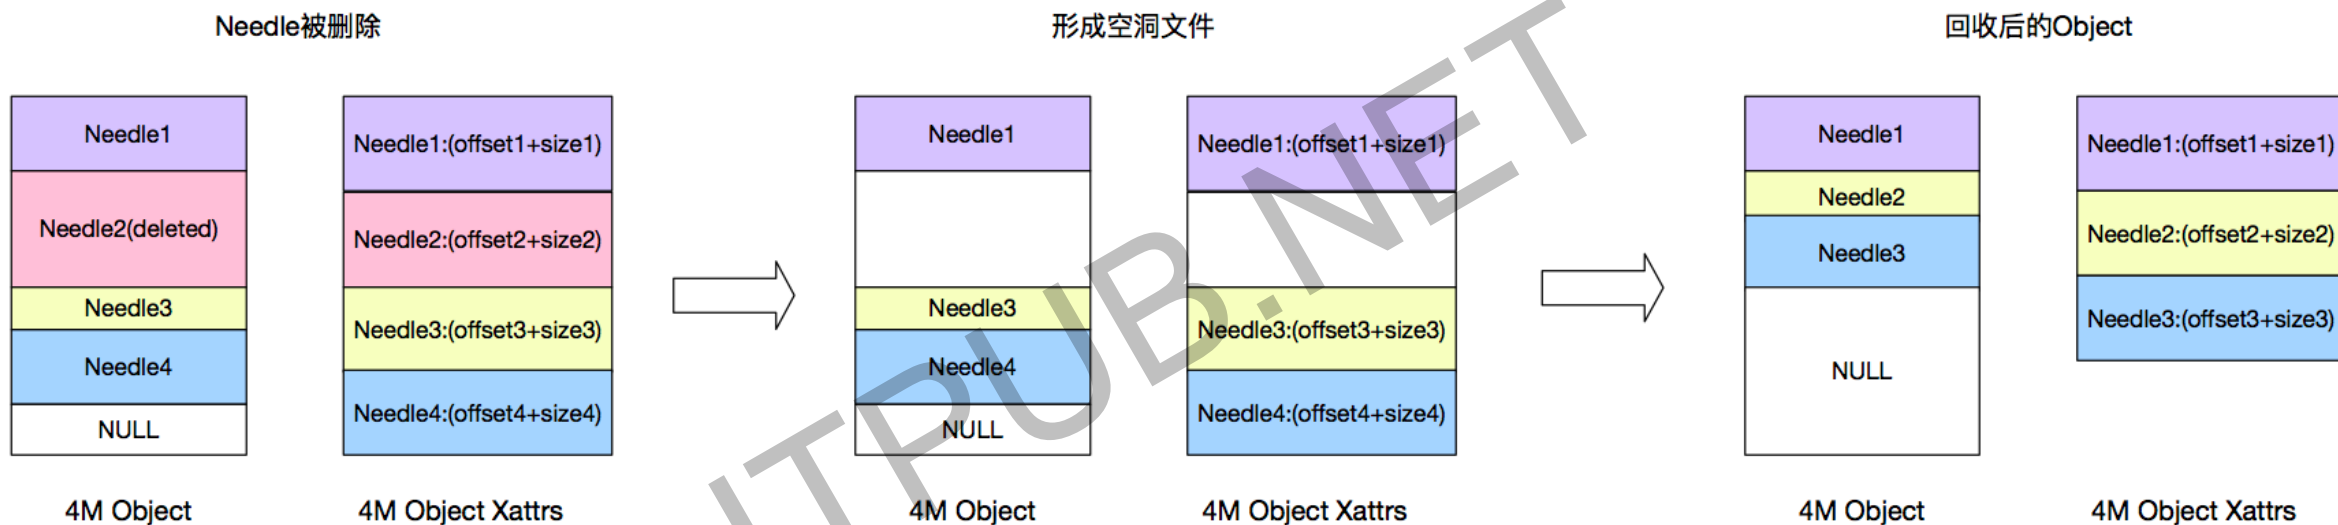 Needle被删除
形成空洞文件
回收后的Object
Needle1
Needle2(deleted)
Needle3
Needle4
NULL
4M Object
Needle1:(offset1+size1)
Needle2:(offset2+size2)
Needle3:(offset3+size3)
Needle4:(offset4+size4)
4M Object Xattrs
Needle1
Needle3
Needle4
NULL
4M Object
Needle1:(offset1+size1)
Needle3:(offset3+size3)
Needle4:(offset4+size4)
4M Object Xattrs
Needle1
Needle2
Needle3
NULL
4M Object
Needle1:(offset1+size1)
Needle2:(offset2+size2)
Needle3:(offset3+size3)
4M Object Xattrs
ITPUB.NET